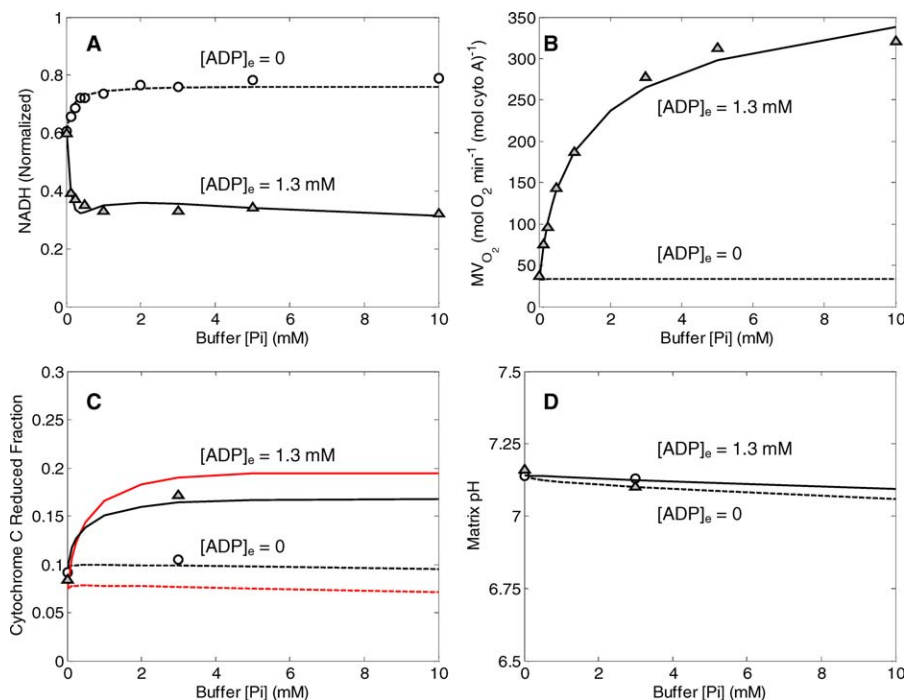 A
[ADP]e = 0
[ADP]e = 1.3 mM
NADH (Normalized)
1
0.8
0.6
0.4
0.2
0
0 2 4 6 8 10
Buffer [Pi] (mM)
B
[ADP]e = 1.3 mM
[ADP]e = 0
MVO2 (mol O2 min-1 (mol cyto A)-1)
350
300
250
200
150
100
50
0
0 2 4 6 8 10
Buffer [Pi] (mM)
C
[ADP]e = 1.3 mM
[ADP]e = 0
Cytochrome C Reduced Fraction
0.3
0.25
0.2
0.15
0.1
0.05
0
0 2 4 6 8 10
Buffer [Pi] (mM)
D
[ADP]e = 1.3 mM
[ADP]e = 0
Matrix pH
7.5
7.25
7
6.75
6.5
0 2 4 6 8 10
Buffer [Pi] (mM)